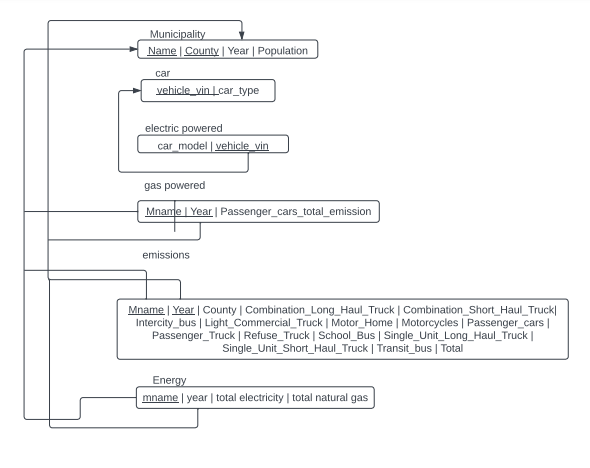 Municipality
Name | County | Year | Population
car
vehicle_vin | car_type
electric powered
car_model | vehicle_vin
gas powered
Mname | Year | Passenger_cars_total_emission
emissions
Mname | Year | County | Combination_Long_Haul_Truck | Combination_Short_Haul_Truck|
Intercity_bus | Light_Commercial_Truck | Motor_Home | Motorcycles | Passenger_cars |
Passenger_Truck | Refuse_Truck | School_Bus | Single_Unit_Long_Haul_Truck |
Single_Unit_Short_Haul_Truck | Transit_bus | Total
Energy
mname | year | total electricity | total natural gas